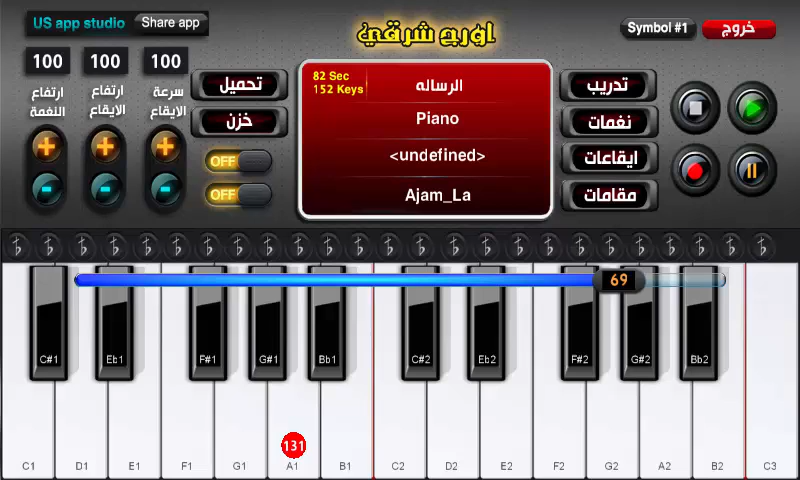 US app studio
Share app
اورج شرقي
Symbol #1
خروج
100
100
100
ارتفاع النغمة
ارتفاع الايقاع
سرعة الايقاع
تحميل
خزن
OFF
OFF
82 Sec
152 Keys
الرساله
Piano
<undefined>
Ajam_La
تدريب
نغمات
ايقاعات
مقامات
69
C#1
Eb1
F#1
G#1
Bb1
C#2
Eb2
F#2
G#2
Bb2
131
C1
D1
E1
F1
G1
A1
B1
C2
D2
E2
F2
G2
A2
B2
C3